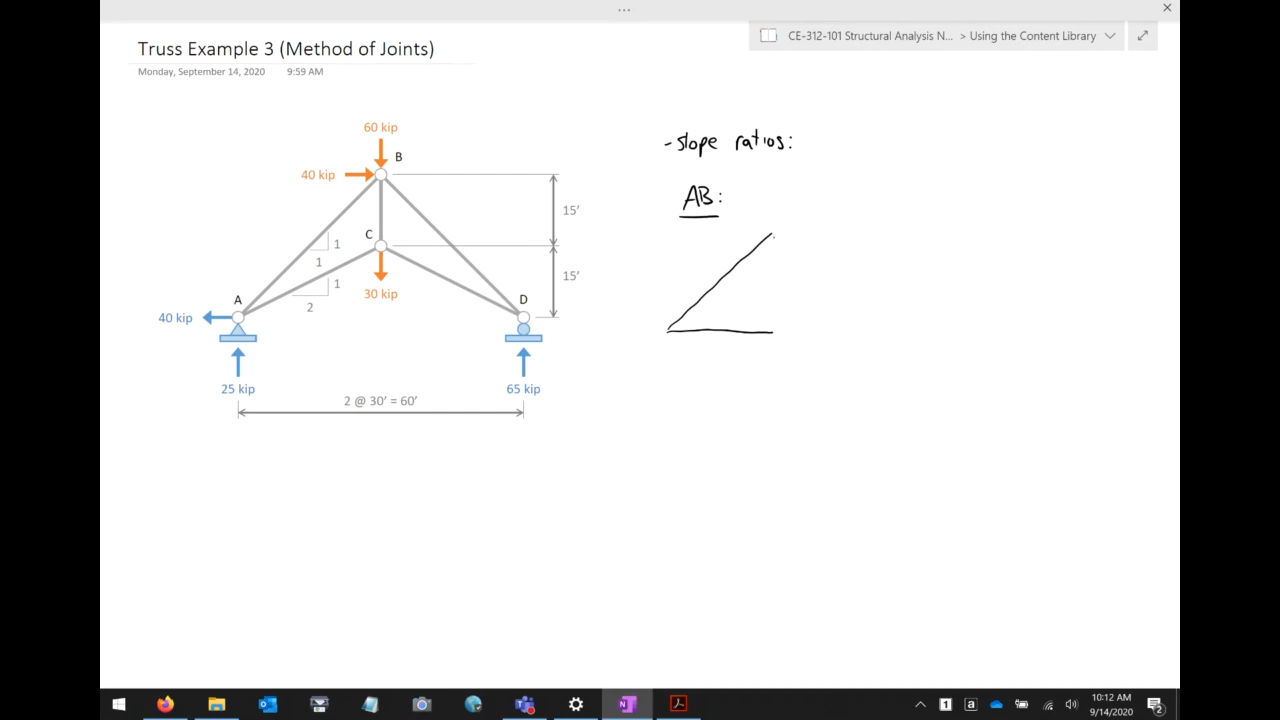 ...
CE-312-101 Structural Analysis N... > Using the Content Library
Truss Example 3 (Method of Joints)
Monday, September 14, 2020 9:59 AM
60 kip
B
40 kip
15'
C
1
1
15'
1
2
30 kip
A
D
40 kip
25 kip
65 kip
2 @ 30' = 60'
- slope ratios:
AB:
10:12 AM
9/14/2020
1
a
2